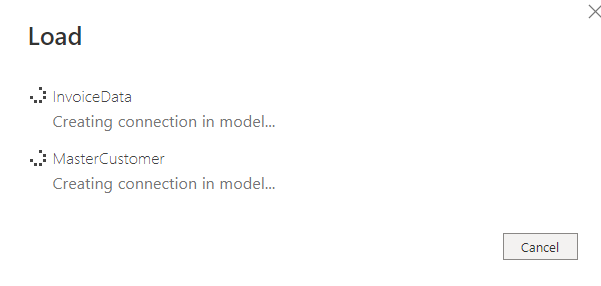 Load
InvoiceData
Creating connection in model...
MasterCustomer
Creating connection in model...
Cancel